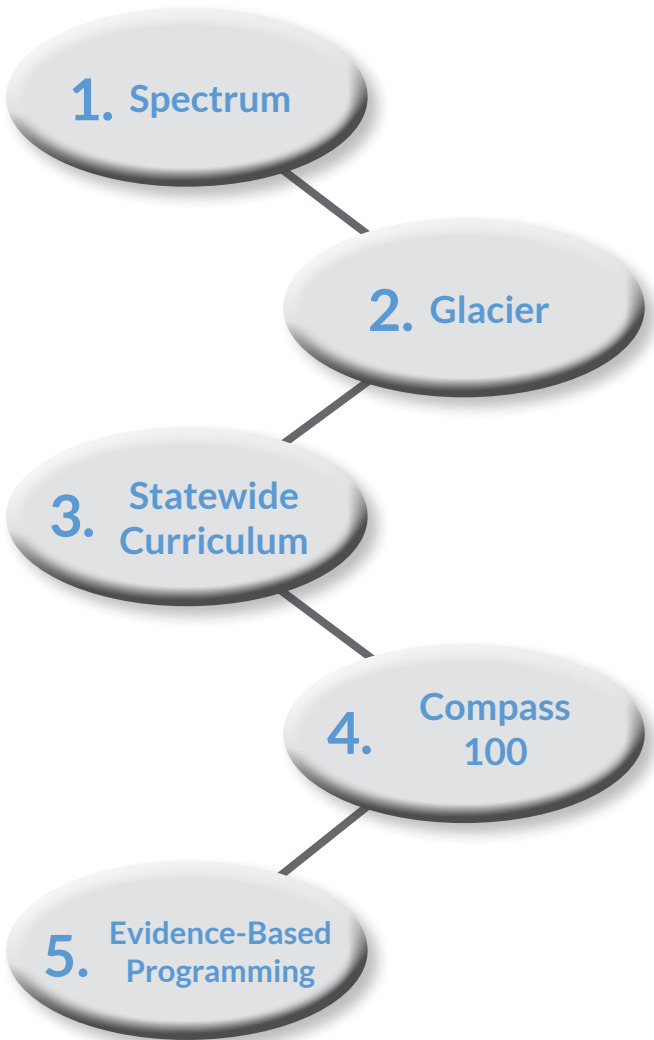 1. Spectrum
2. Glacier
3. Statewide
Curriculum
4. Compass
100
5. Evidence-Based
Programming